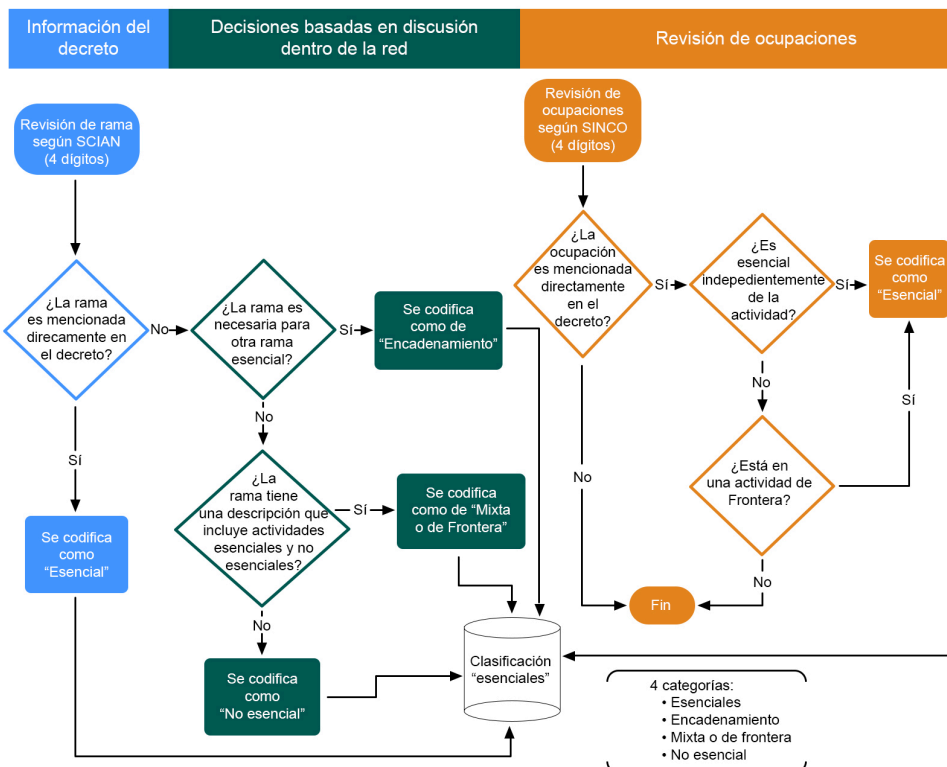 Información del
decreto
Decisiones basadas en discusión
dentro de la red
Revisión de ocupaciones
Revisión de rama
según SCIAN
(4 dígitos)
¿La rama
es mencionada
direcamente en
el decreto?
No
Sí
Se codifica
como
“Esencial”
¿La rama es
necesaria para
otra rama
esencial?
Sí
Se codifica
como de
“Encadenamiento”
No
¿La
rama tiene
una descripción que
incluye actividades
esenciales y no
esenciales?
Sí
Se codifica
como de “Mixta
o de Frontera”
No
Se codifica
como
“No esencial”
Clasificación
“esenciales”
Revisión de
ocupaciones
según SINCO
(4 dígitos)
¿La
ocupación
es mencionada
directamente
en el
decreto?
Sí
No
¿Es
esencial
indepedientemente
de la
actividad?
Sí
Se codifica
como
“Esencial”
No
¿Está en
una actividad de
Frontera?
Sí
No
Fin
4 categorías:
• Esenciales
• Encadenamiento
• Mixta o de frontera
• No esencial